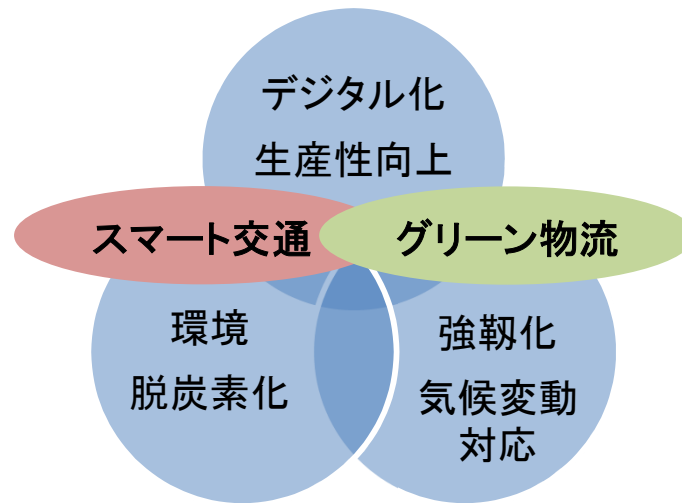 デジタル化
生産性向上
スマート交通
グリーン物流
環境
脱炭素化
強靱化
気候変動
対応